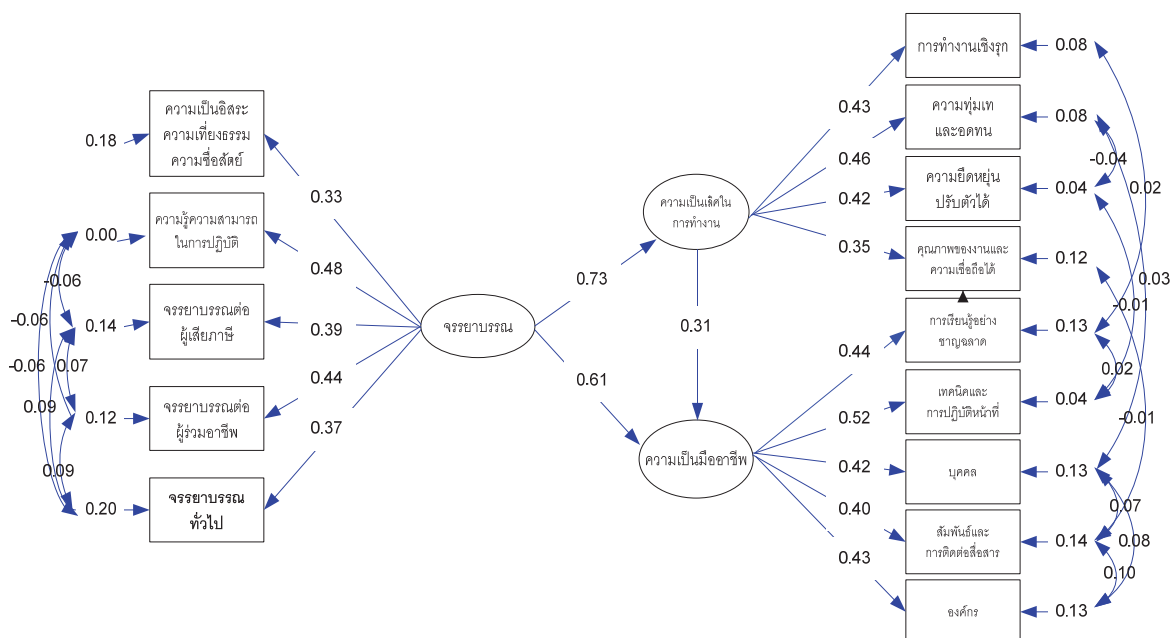 0.18
ความเป็นอิสระ
ความเที่ยงธรรม
ความซื่อสัตย์
0.00
ความรู้ความสามารถ
ในการปฏิบัติ
-0.06
-0.06
0.14
จรรยาบรรณต่อ
ผู้เสียภาษี
-0.06
0.07
0.09
0.12
จรรยาบรรณต่อ
ผู้ร่วมอาชีพ
0.09
0.20
จรรยาบรรณ
ทั่วไป
0.33
0.48
0.39
0.44
0.37
จรรยาบรรณ
0.73
0.61
ความเป็นเลิศใน
การทำงาน
0.31
ความเป็นมืออาชีพ
0.43
0.46
0.42
0.35
0.44
0.52
0.42
0.40
0.43
การทำงานเชิงรุก
0.08
ความทุ่มเท
และอดทน
0.08
-0.04
ความยืดหยุ่น
ปรับตัวได้
0.04
0.02
คุณภาพของงานและ
ความเชื่อถือได้
0.12
0.03
-0.01
การเรียนรู้อย่าง
ชาญฉลาด
0.13
0.02
เทคนิคและ
การปฏิบัติหน้าที่
0.04
-0.01
บุคคล
0.13
0.07
สัมพันธ์และ
การติดต่อสื่อสาร
0.14
0.08
0.10
องค์กร
0.13